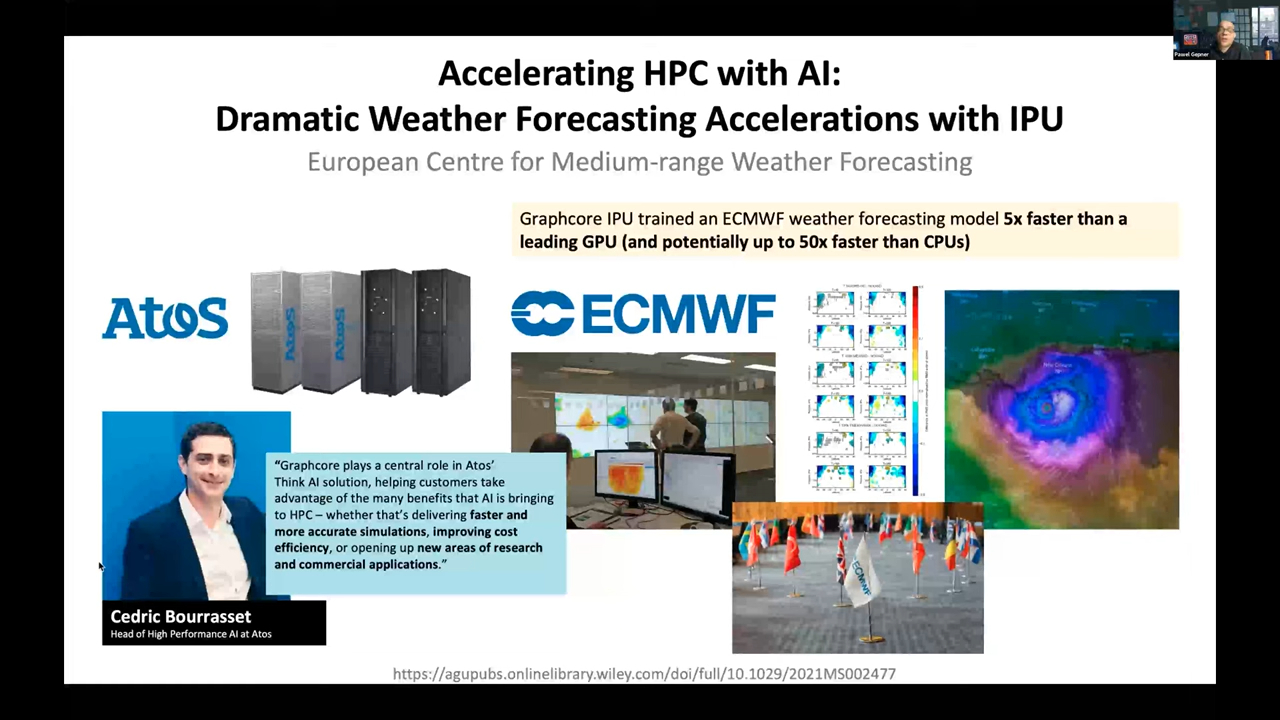 Pawel Gepner
Accelerating HPC with AI:
Dramatic Weather Forecasting Accelerations with IPU
European Centre for Medium-range Weather Forecasting
Graphcore IPU trained an ECMWF weather forecasting model 5x faster than a
leading GPU (and potentially up to 50x faster than CPUs)
Atos
Atos
Atos
ECMWF
“Graphcore plays a central role in Atos’
Think AI solution, helping customers take
advantage of the many benefits that AI is bringing
to HPC – whether that’s delivering faster and
more accurate simulations, improving cost
efficiency, or opening up new areas of research
and commercial applications.”
ECMWF
Cedric Bourrasset
Head of High Performance AI at Atos
https://agupubs.onlinelibrary.wiley.com/doi/full/10.1029/2021MS002477